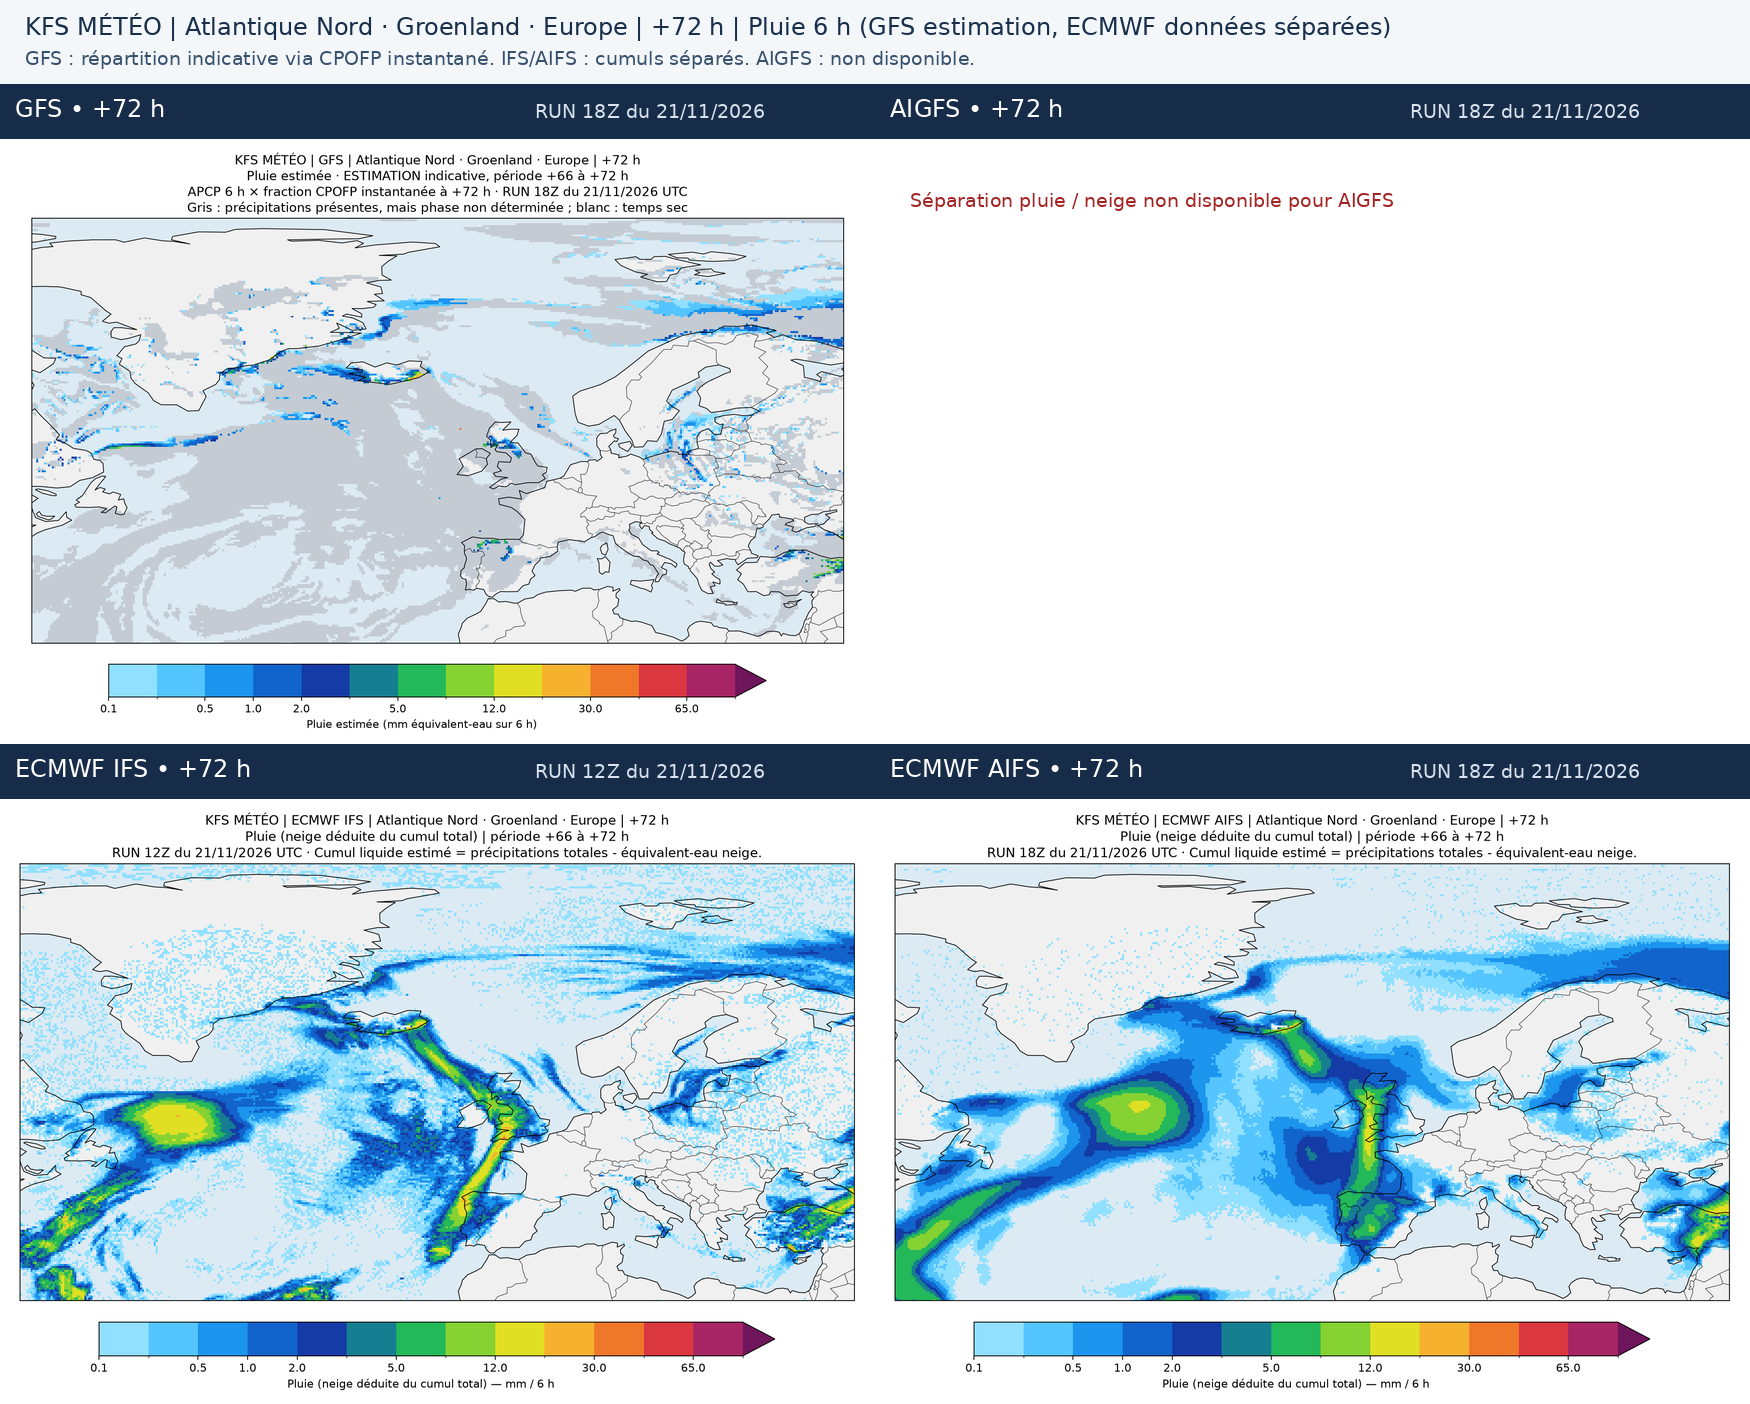 KFS MÉTÉO | Atlantique Nord · Groenland · Europe | +72 h | Pluie 6 h (GFS estimation, ECMWF données séparées)
GFS : répartition indicative via CPOFP instantané. IFS/AIFS : cumuls séparés. AIGFS : non disponible.
GFS • +72 h
RUN 18Z du 21/11/2026
AIGFS • +72 h
RUN 18Z du 21/11/2026
KFS MÉTÉO | GFS | Atlantique Nord · Groenland · Europe | +72 h
Pluie estimée · ESTIMATION indicative, période +66 à +72 h
APCP 6 h × fraction CPOFP instantanée à +72 h · RUN 18Z du 21/11/2026 UTC
Gris : précipitations présentes, mais phase non déterminée ; blanc : temps sec
Séparation pluie / neige non disponible pour AIGFS
0.1 0.5 1.0 2.0 5.0 12.0 30.0 65.0
Pluie estimée (mm équivalent-eau sur 6 h)
ECMWF IFS • +72 h
RUN 12Z du 21/11/2026
ECMWF AIFS • +72 h
RUN 18Z du 21/11/2026
KFS MÉTÉO | ECMWF IFS | Atlantique Nord · Groenland · Europe | +72 h
Pluie (neige déduite du cumul total) | période +66 à +72 h
RUN 12Z du 21/11/2026 UTC · Cumul liquide estimé = précipitations totales - équivalent-eau neige.
0.1 0.5 1.0 2.0 5.0 12.0 30.0 65.0
Pluie (neige déduite du cumul total) — mm / 6 h
KFS MÉTÉO | ECMWF AIFS | Atlantique Nord · Groenland · Europe | +72 h
Pluie (neige déduite du cumul total) | période +66 à +72 h
RUN 18Z du 21/11/2026 UTC · Cumul liquide estimé = précipitations totales - équivalent-eau neige.
0.1 0.5 1.0 2.0 5.0 12.0 30.0 65.0
Pluie (neige déduite du cumul total) — mm / 6 h